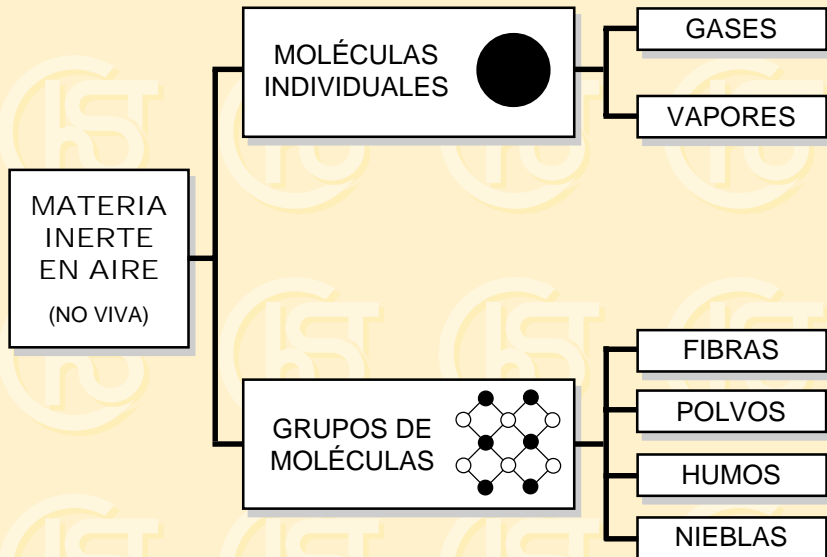 MATERIA
INERTE
EN AIRE
(NO VIVA)
MOLÉCULAS
INDIVIDUALES
GASES
VAPORES
GRUPOS DE
MOLÉCULAS
FIBRAS
POLVOS
HUMOS
NIEBLAS